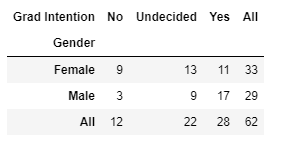 Grad Intention No Undecided Yes All
Gender
Female 9 13 11 33
Male 3 9 17 29
All 12 22 28 62